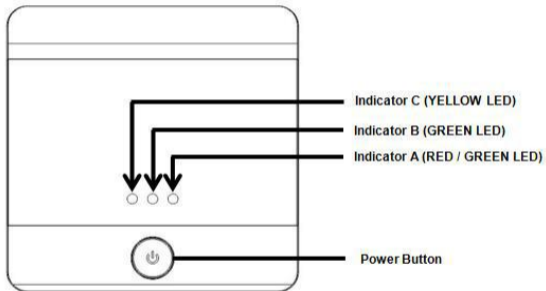 Indicator C (YELLOW LED)
Indicator B (GREEN LED)
Indicator A (RED / GREEN LED)
Power Button